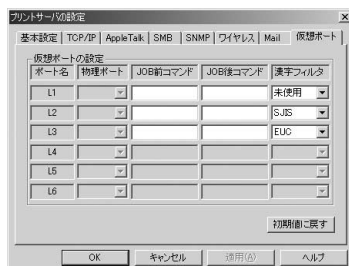 プリントサーバの設定
基本設定 TCP/IP AppleTalk SMB SNMP ワイヤレス Mail 仮想ポート
仮想ポートの設定
ポート名 物理ポート JOB前コマンド JOB後コマンド 漢字フィルタ
L1 未使用
L2 SJIS
L3 EUC
L4
L5
L6
初期値に戻す
OK キャンセル 適用(A) ヘルプ